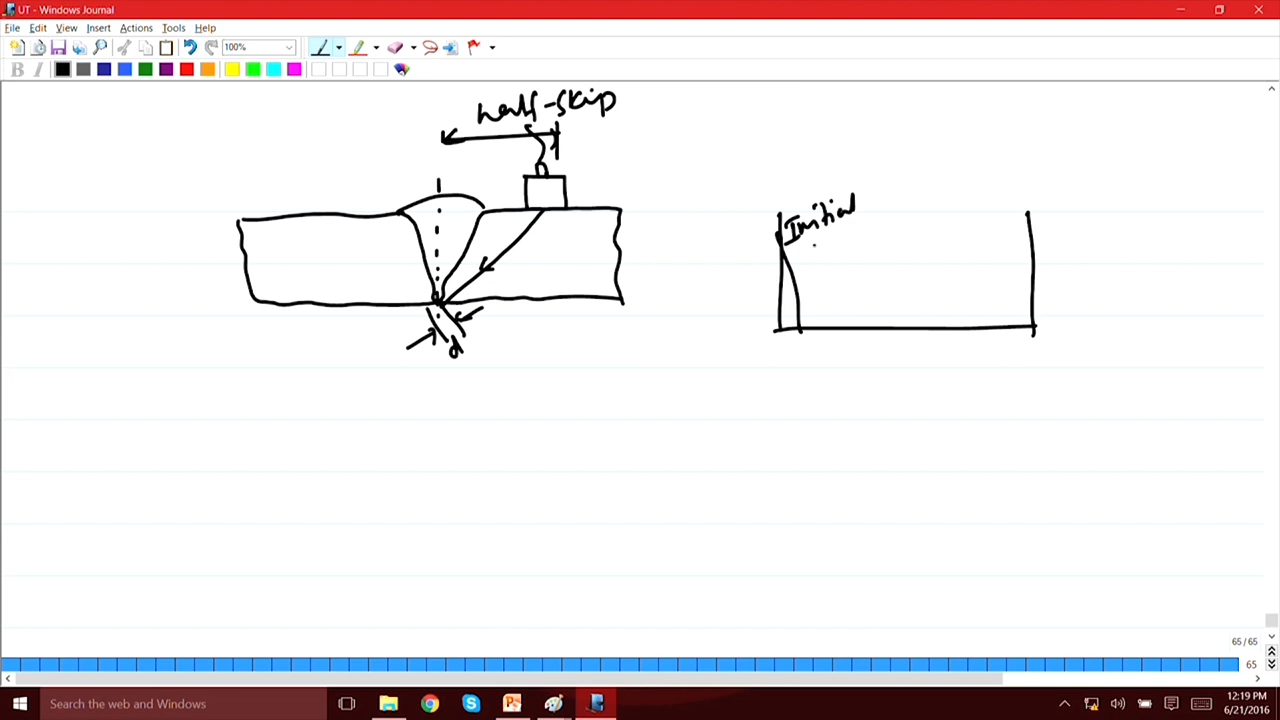 UT - Windows Journal
File Edit View Insert Actions Tools Help
100%
B I
half-skip
Initial
d
65 / 65
65
Search the web and Windows
12:19 PM
6/21/2016